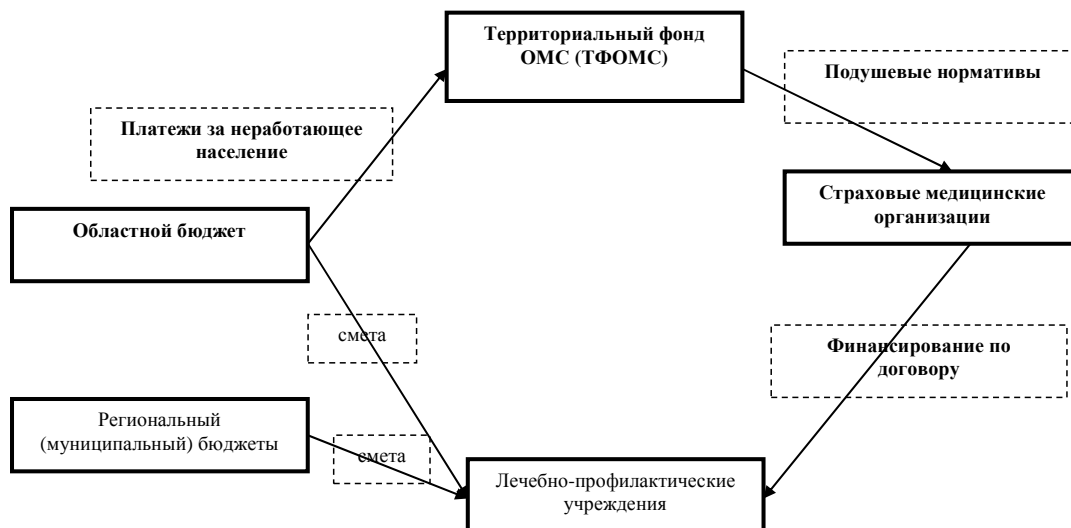 Территориальный фонд
ОМС (ТФОМС)
Подушевые нормативы
Платежи за неработающее
население
Страховые медицинские
организации
Областной бюджет
смета
Финансирование по
договору
Региональный
(муниципальный) бюджеты
смета
Лечебно-профилактические
учреждения